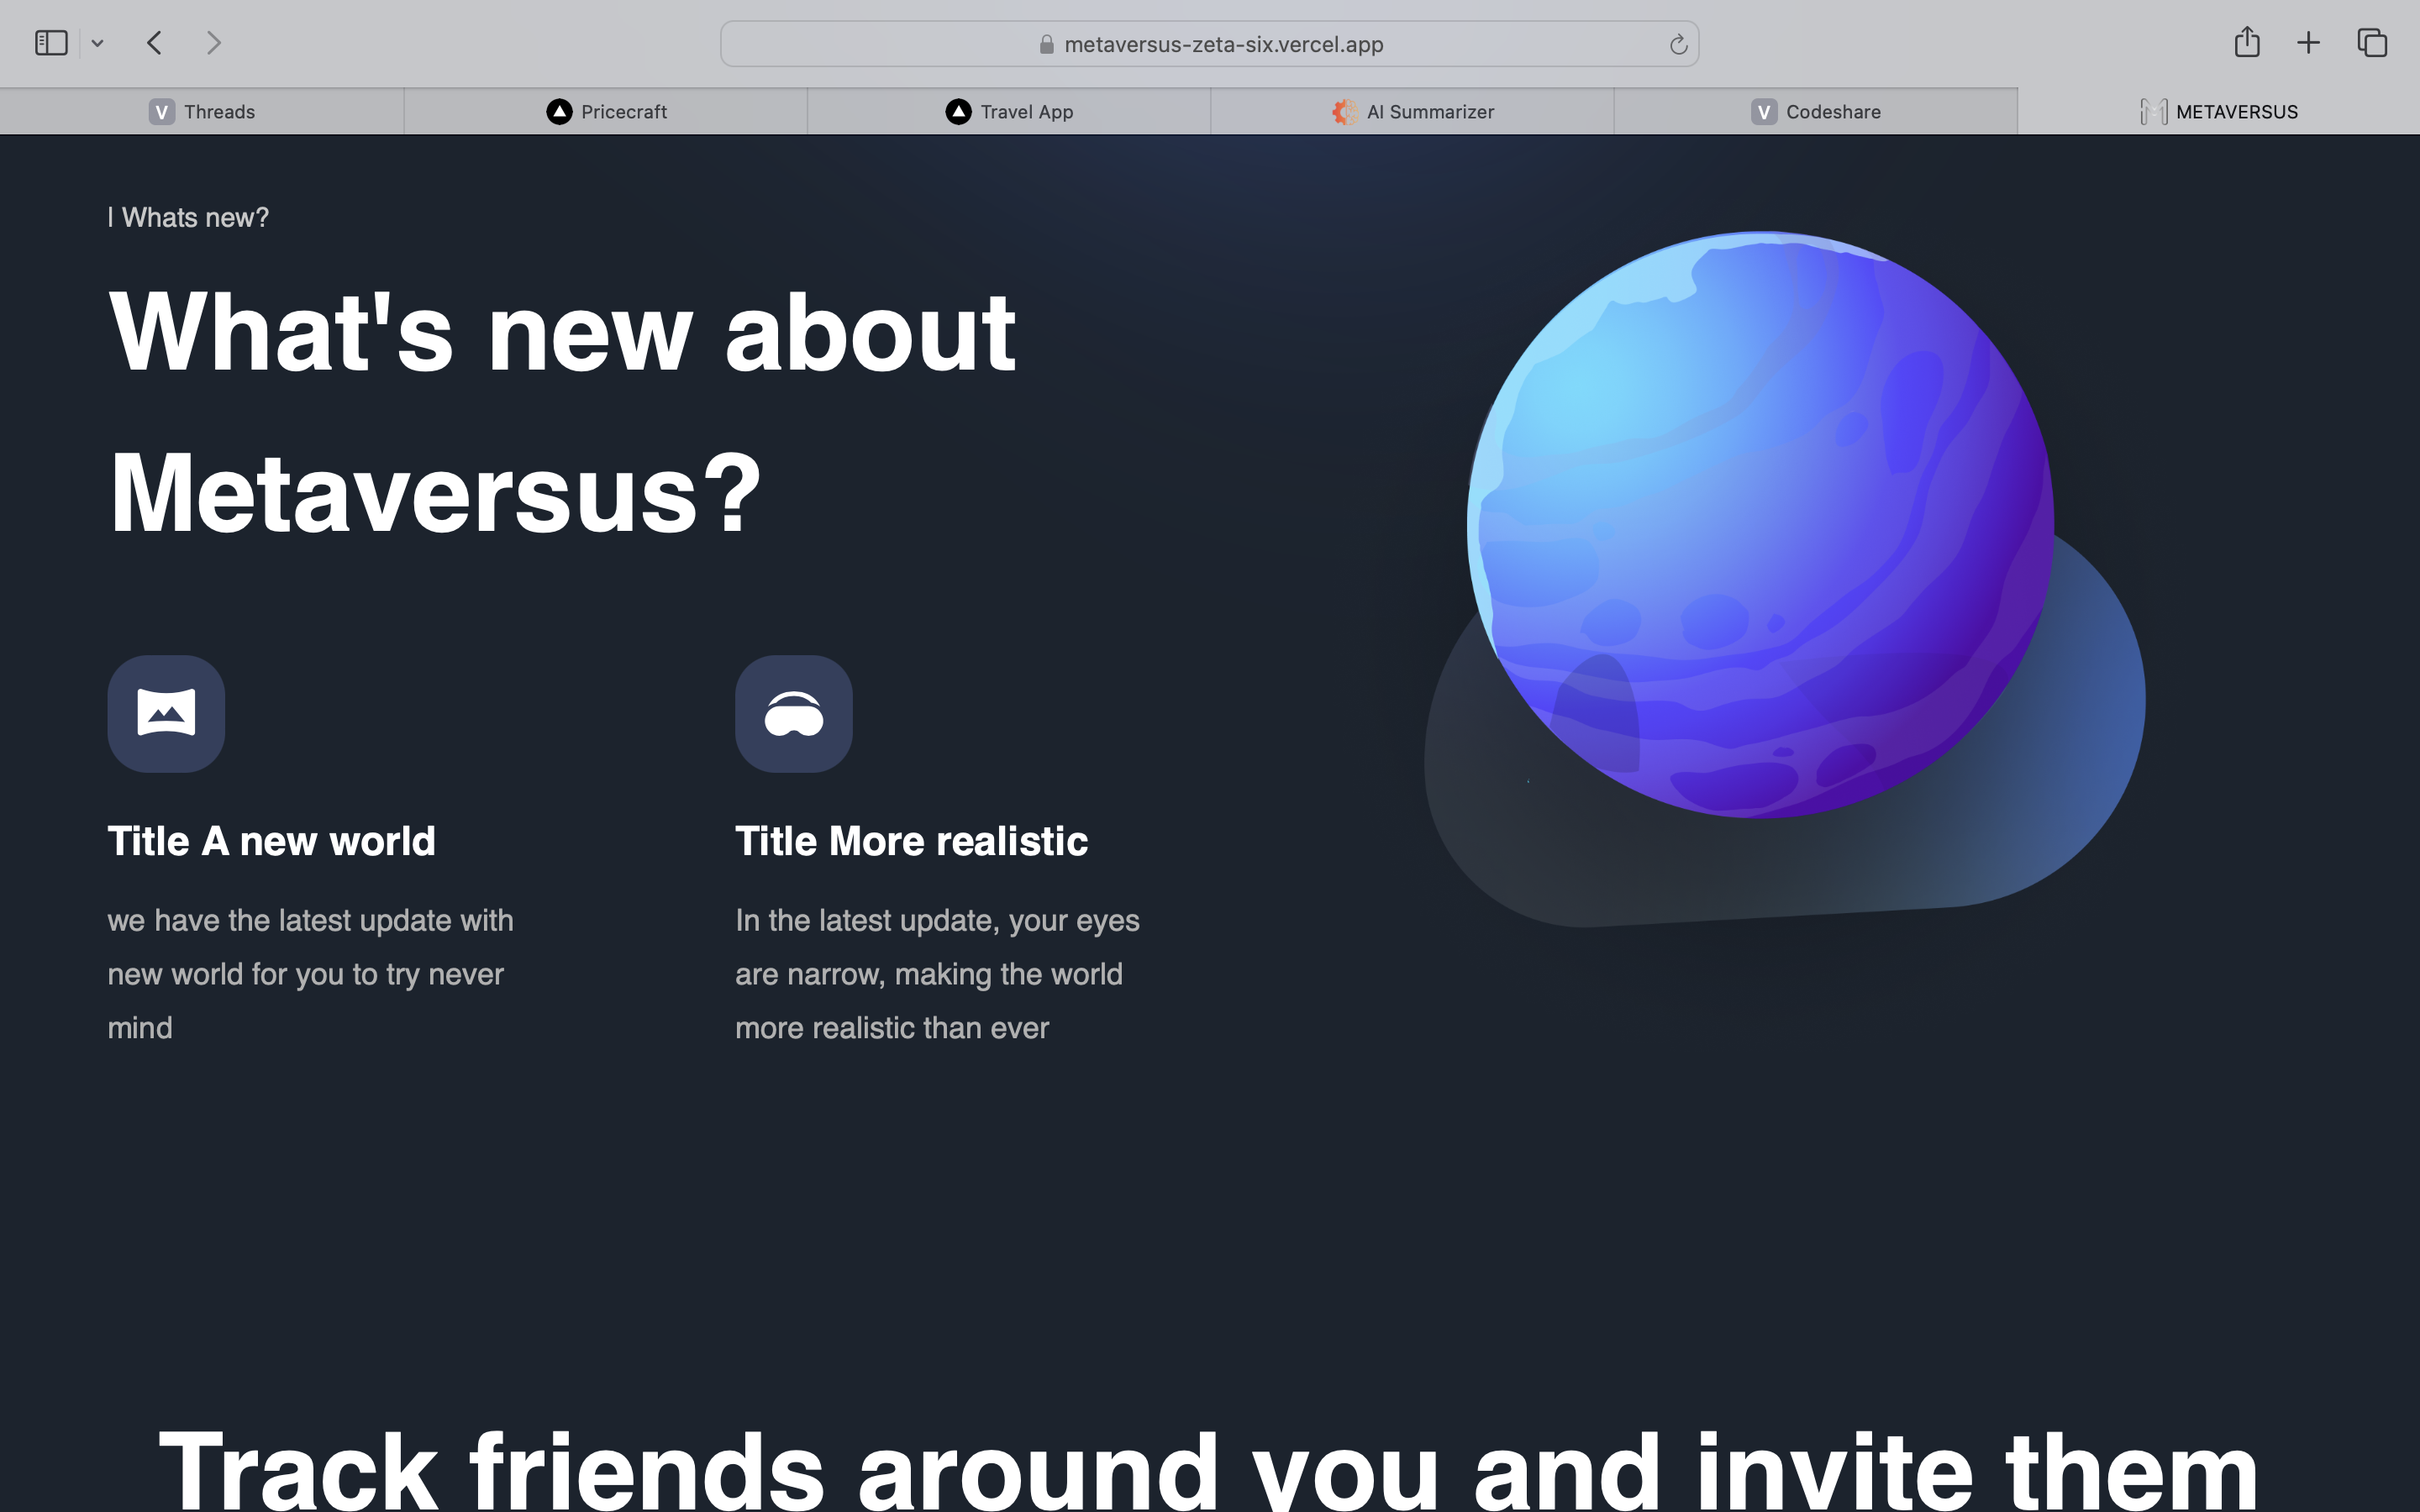 metaversus-zeta-six.vercel.app
V Threads
Pricecraft
Travel App
AI Summarizer
V Codeshare
METAVERSUS
| Whats new?
What's new about
Metaversus?
Title A new world
we have the latest update with
new world for you to try never
mind
Title More realistic
In the latest update, your eyes
are narrow, making the world
more realistic than ever
Track friends around you and invite them